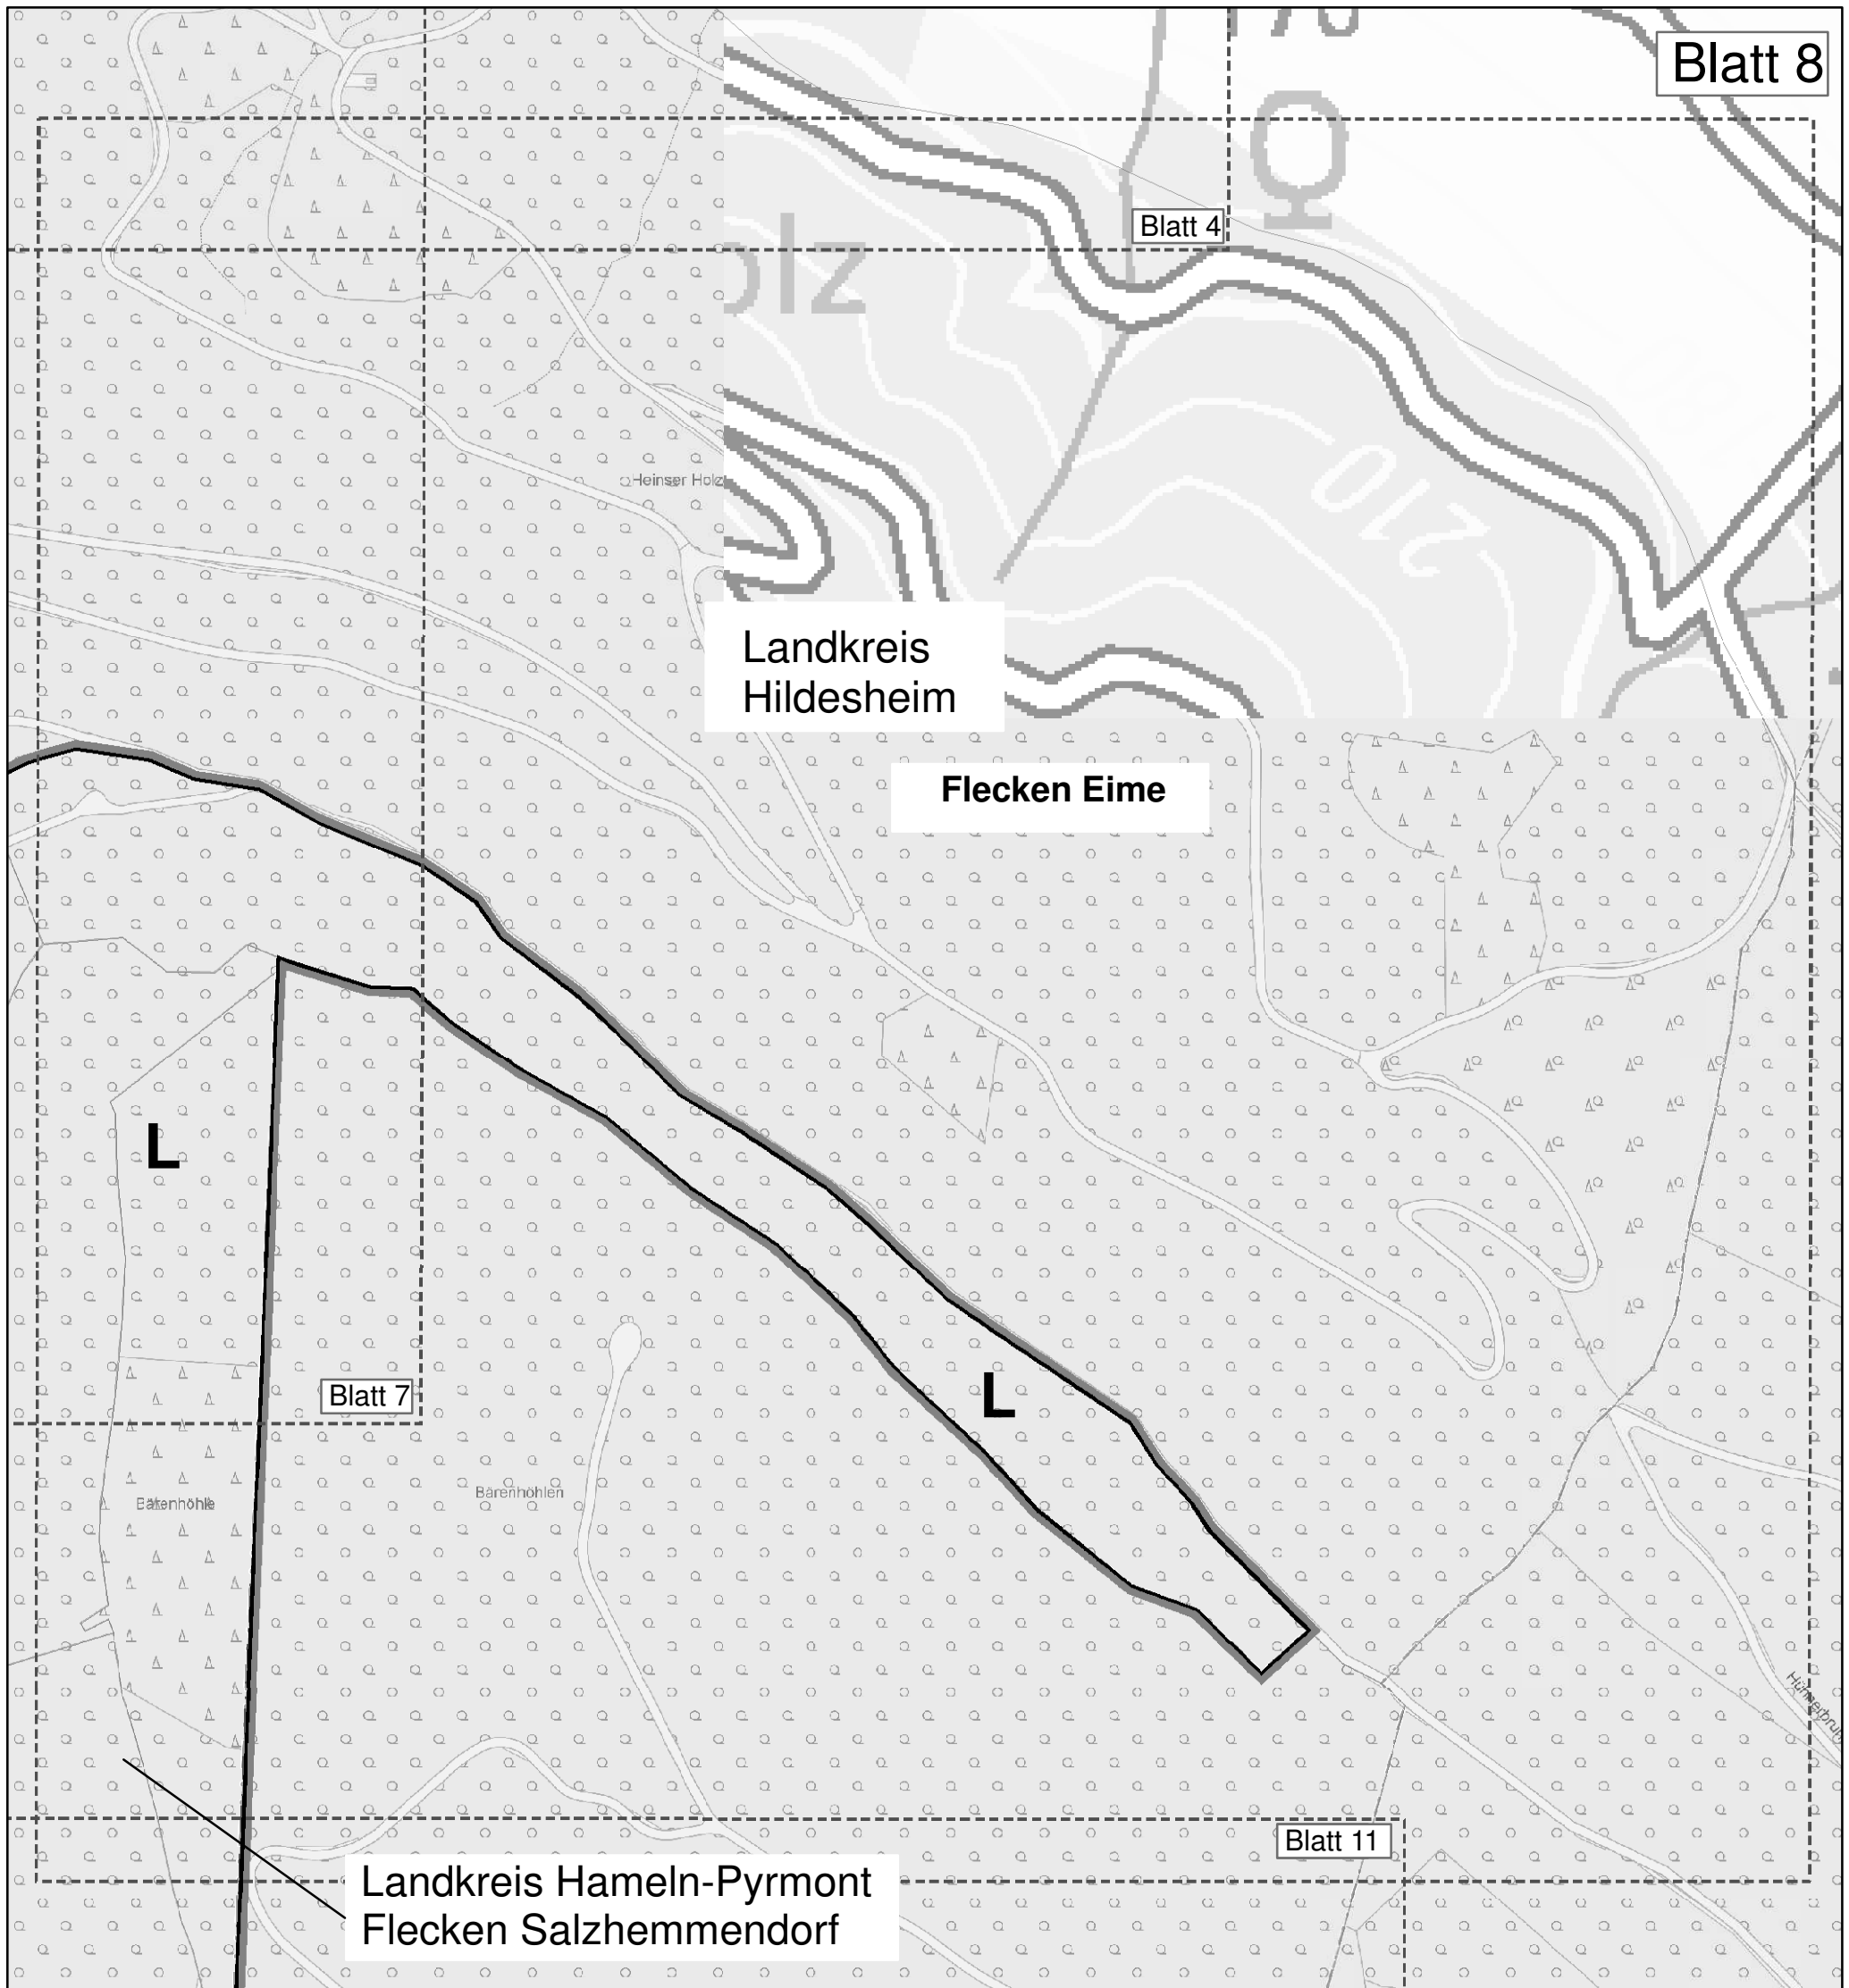 Blatt 8
Blatt 4
olz
Heinser Holz
210
Landkreis
Hildesheim
Flecken Eime
L
Blatt 7
L
Bärenhöhle
Bärenhöhlen
Blatt 11
Landkreis Hameln-Pyrmont
Flecken Salzhemmendorf